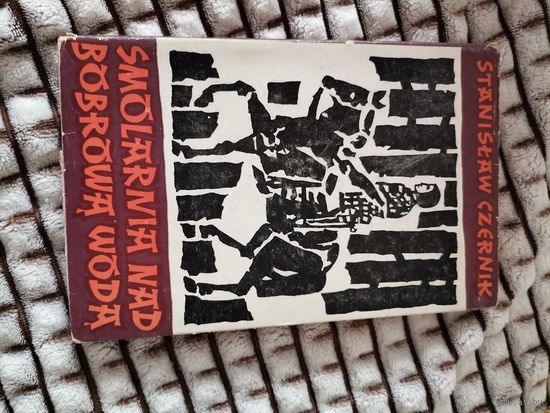 STANISŁAW CZERNIK
SMOLARNIA NAD
BOBROWĄ WODĄ